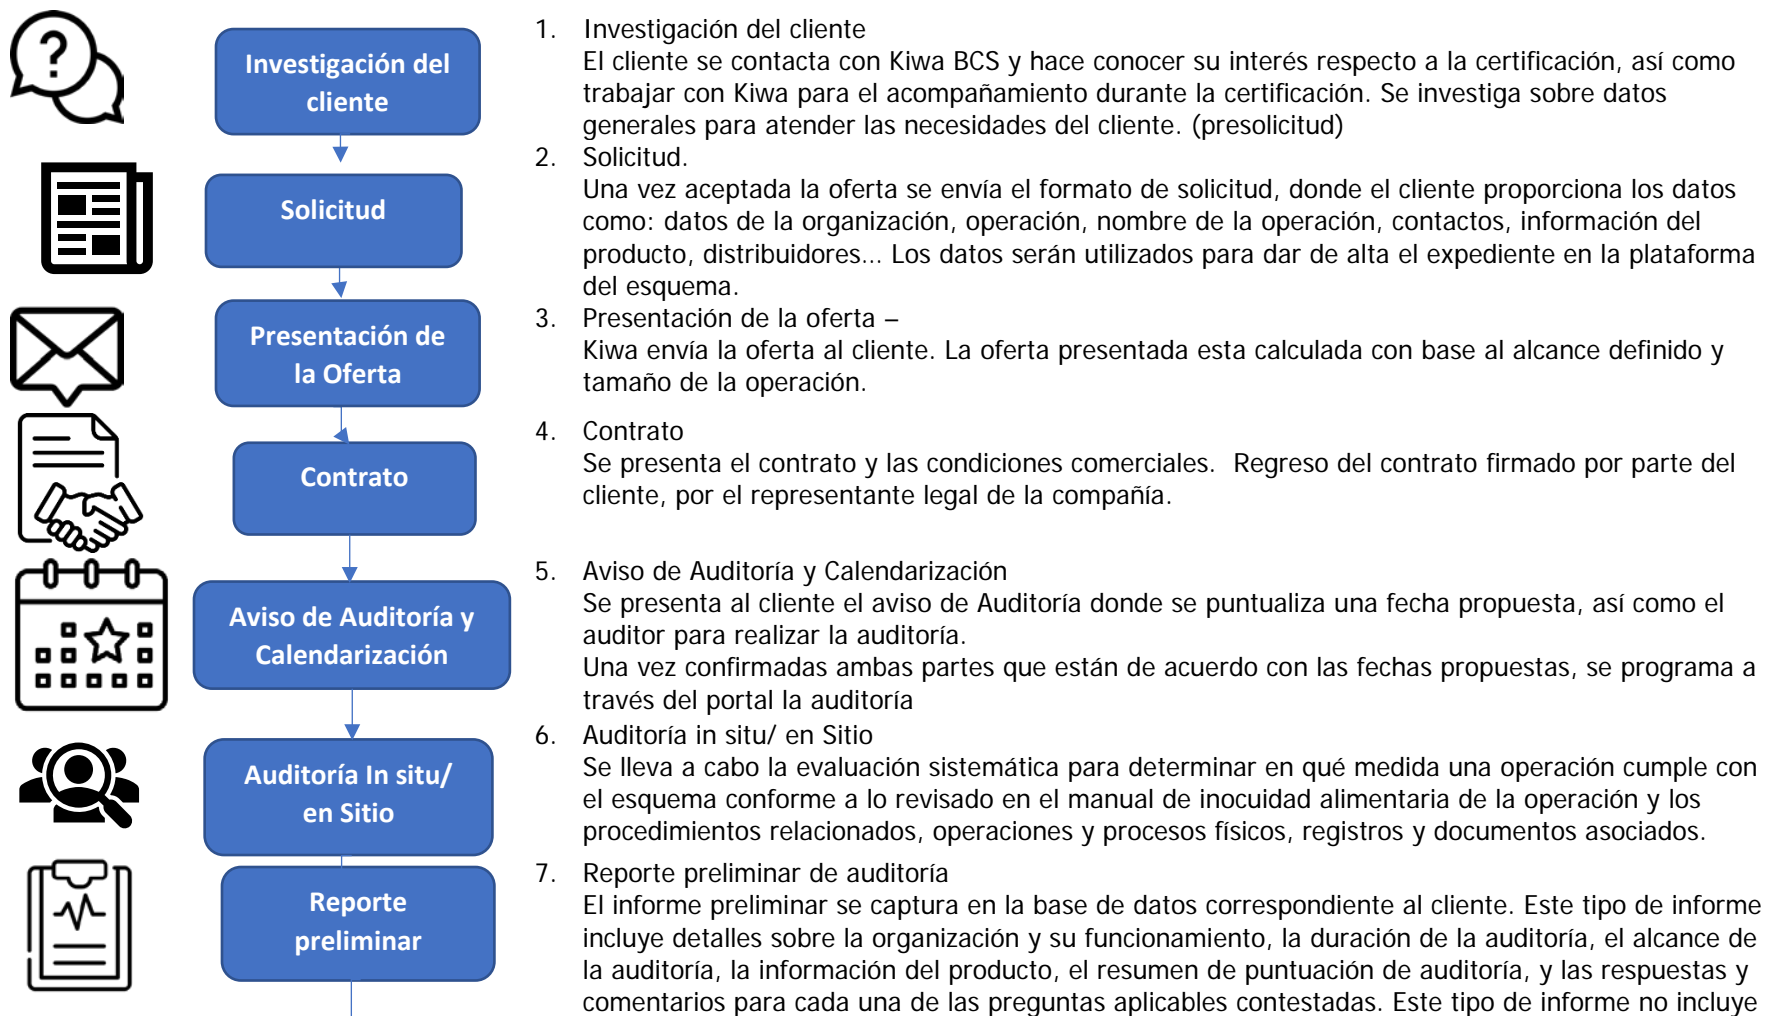 Investigación del
cliente
Solicitud
Presentación de
la Oferta
Contrato
Aviso de Auditoría y
Calendarización
Auditoría In situ/
en Sitio
Reporte
preliminar
1. Investigación del cliente
El cliente se contacta con Kiwa BCS y hace conocer su interés respecto a la certificación, así como
trabajar con Kiwa para el acompañamiento durante la certificación. Se investiga sobre datos
generales para atender las necesidades del cliente. (presolicitud)
2. Solicitud.
Una vez aceptada la oferta se envía el formato de solicitud, donde el cliente proporciona los datos
como: datos de la organización, operación, nombre de la operación, contactos, información del
producto, distribuidores... Los datos serán utilizados para dar de alta el expediente en la plataforma
del esquema.
3. Presentación de la oferta –
Kiwa envía la oferta al cliente. La oferta presentada esta calculada con base al alcance definido y
tamaño de la operación.
4. Contrato
Se presenta el contrato y las condiciones comerciales. Regreso del contrato firmado por parte del
cliente, por el representante legal de la compañía.
5. Aviso de Auditoría y Calendarización
Se presenta al cliente el aviso de Auditoría donde se puntualiza una fecha propuesta, así como el
auditor para realizar la auditoría.
Una vez confirmadas ambas partes que están de acuerdo con las fechas propuestas, se programa a
través del portal la auditoría
6. Auditoría in situ/ en Sitio
Se lleva a cabo la evaluación sistemática para determinar en qué medida una operación cumple con
el esquema conforme a lo revisado en el manual de inocuidad alimentaria de la operación y los
procedimientos relacionados, operaciones y procesos físicos, registros y documentos asociados.
7. Reporte preliminar de auditoría
El informe preliminar se captura en la base de datos correspondiente al cliente. Este tipo de informe
incluye detalles sobre la organización y su funcionamiento, la duración de la auditoría, el alcance de
la auditoría, la información del producto, el resumen de puntuación de auditoría, y las respuestas y
comentarios para cada una de las preguntas aplicables contestadas. Este tipo de informe no incluye